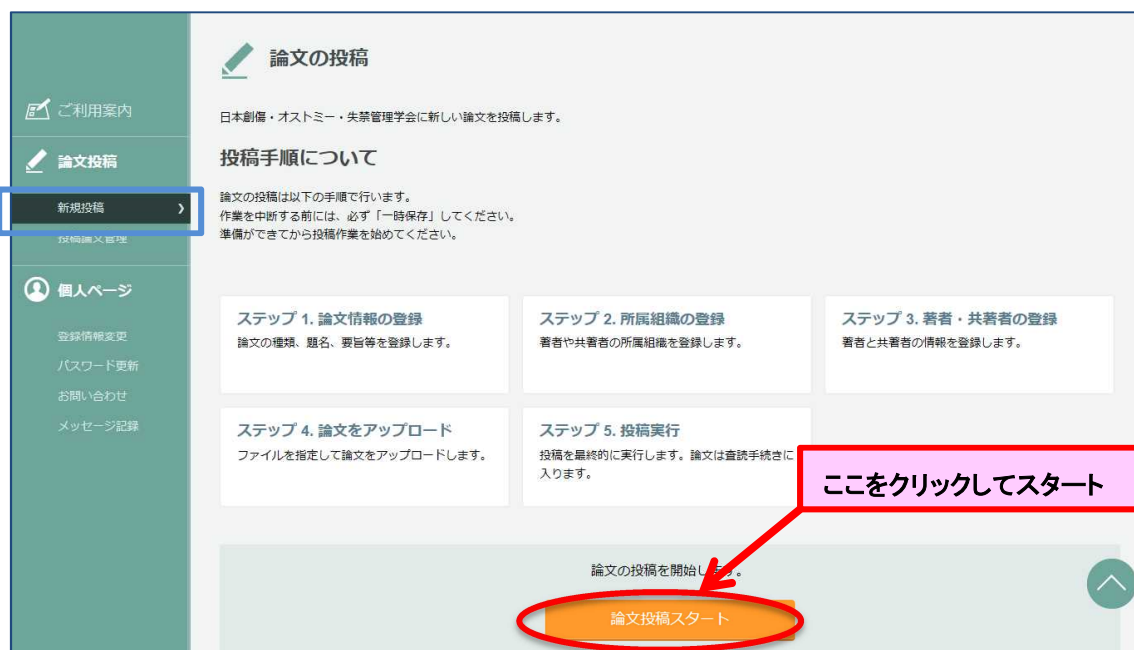 論文の投稿
ご利用案内
日本創傷・オストミー・失禁管理学会に新しい論文を投稿します。
論文投稿
投稿手順について
新規投稿
投稿論文管理
論文の投稿は以下の手順で行います。
作業を中断する前には、必ず「一時保存」してください。
準備ができてから投稿作業を始めてください。
個人ページ
登録情報変更
パスワード更新
お問い合わせ
メッセージ記録
ステップ 1. 論文情報の登録
論文の種類、題名、要旨等を登録します。
ステップ 2. 所属組織の登録
著者や共著者の所属組織を登録します。
ステップ 3. 著者・共著者の登録
著者と共著者の情報を登録します。
ステップ 4. 論文をアップロード
ファイルを指定して論文をアップロードします。
ステップ 5. 投稿実行
投稿を最終的に実行します。論文は査読手続きに
入ります。
ここをクリックしてスタート
論文の投稿を開始します。
論文投稿スタート